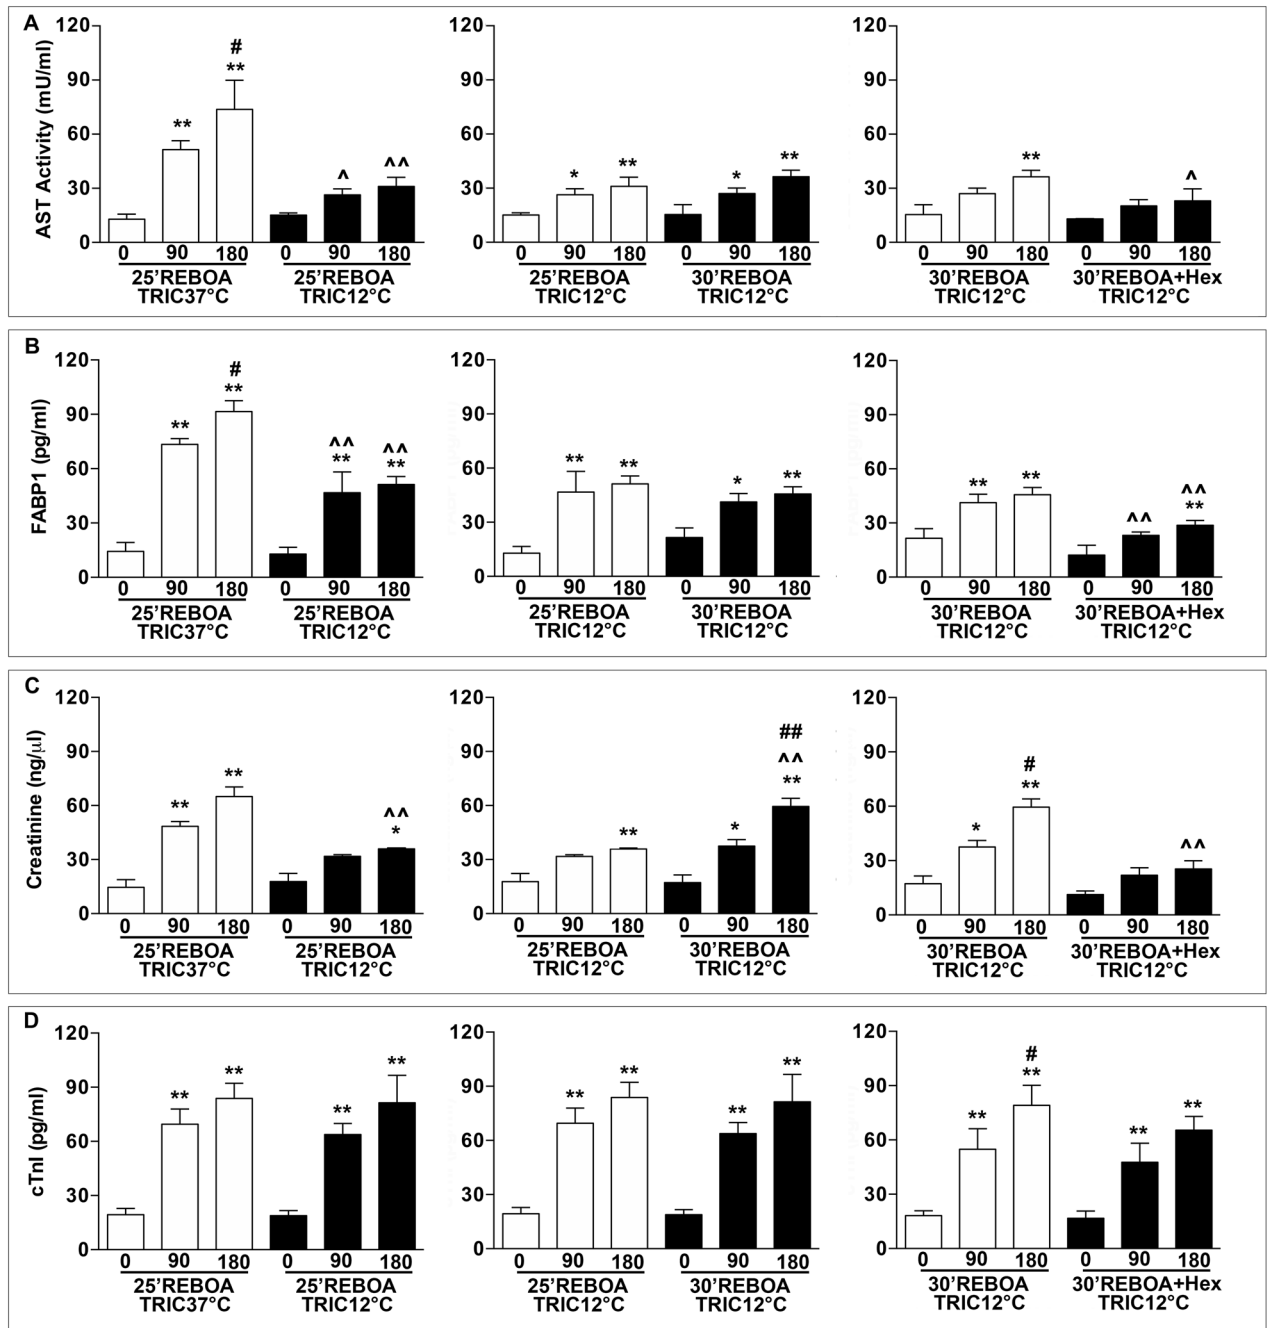 A
AST Activity (mU/ml)
120 120 120
# 
90 90 90
** ** ^ ^^ * ** * ** ** ^
60 60 60
30 30 30
0 0 0
0 90 180 0 90 180 0 90 180 0 90 180 0 90 180 0 90 180
25’REBOA 25’REBOA 25’REBOA 30’REBOA 30’REBOA 30’REBOA+Hex
TRIC37°C TRIC12°C TRIC12°C TRIC12°C TRIC12°C TRIC12°C
B
FABP1 (pg/ml)
120 120 120
#
90 90 90
** ** ^^ ** ^^ ** ** ** * ** ** ** ^^ ^^ **
60 60 60
30 30 30
0 0 0
0 90 180 0 90 180 0 90 180 0 90 180 0 90 180 0 90 180
25’REBOA 25’REBOA 25’REBOA 30’REBOA 30’REBOA 30’REBOA+Hex
TRIC37°C TRIC12°C TRIC12°C TRIC12°C TRIC12°C TRIC12°C
C
Creatinine (ng/µl)
120 120 120
## #
90 90 90
** ** ^^ * ** * ^^ ** * ** ^^
60 60 60
30 30 30
0 0 0
0 90 180 0 90 180 0 90 180 0 90 180 0 90 180 0 90 180
25’REBOA 25’REBOA 25’REBOA 30’REBOA 30’REBOA 30’REBOA+Hex
TRIC37°C TRIC12°C TRIC12°C TRIC12°C TRIC12°C TRIC12°C
D
cTnI (pg/ml)
120 120 120
#
90 90 90
** ** ** ** ** ** ** ** ** ** ** **
60 60 60
30 30 30
0 0 0
0 90 180 0 90 180 0 90 180 0 90 180 0 90 180 0 90 180
25’REBOA 25’REBOA 25’REBOA 30’REBOA 30’REBOA 30’REBOA+Hex
TRIC37°C TRIC12°C TRIC12°C TRIC12°C TRIC12°C TRIC12°C